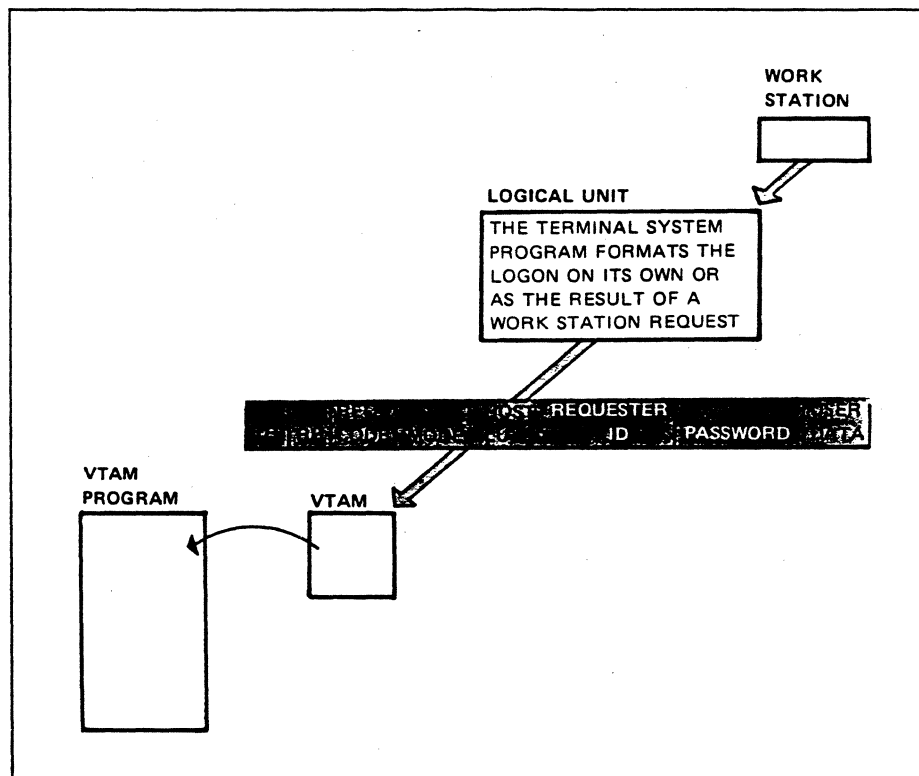 WORK
STATION
LOGICAL UNIT
THE TERMINAL SYSTEM
PROGRAM FORMATS THE
LOGON ON ITS OWN OR
AS THE RESULT OF A
WORK STATION REQUEST
REQUESTER
PASSWORD
VTAM
PROGRAM
VTAM